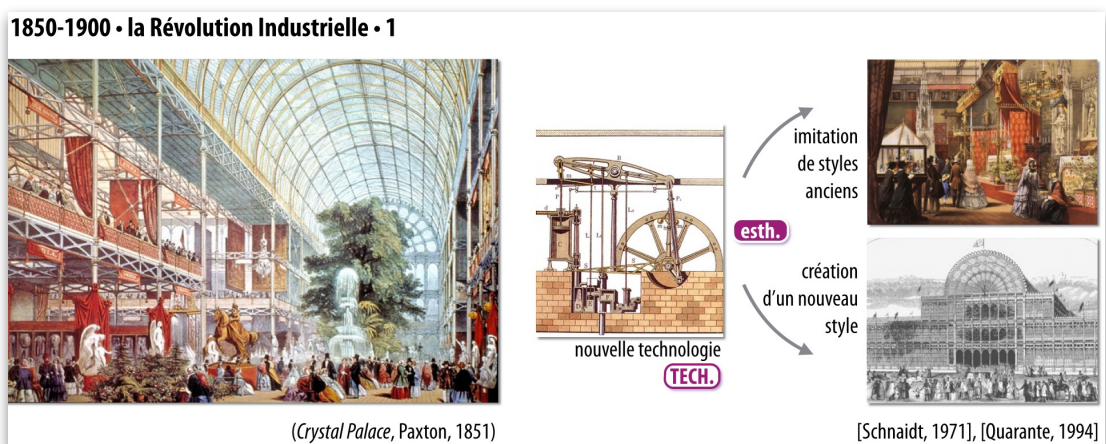 1850-1900 • la Révolution Industrielle • 1
(Crystal Palace, Paxton, 1851)
nouvelle technologie
TECH.
esth.
imitation
de styles
anciens
création
d'un nouveau
style
[Schnaidt, 1971], [Quarante, 1994]